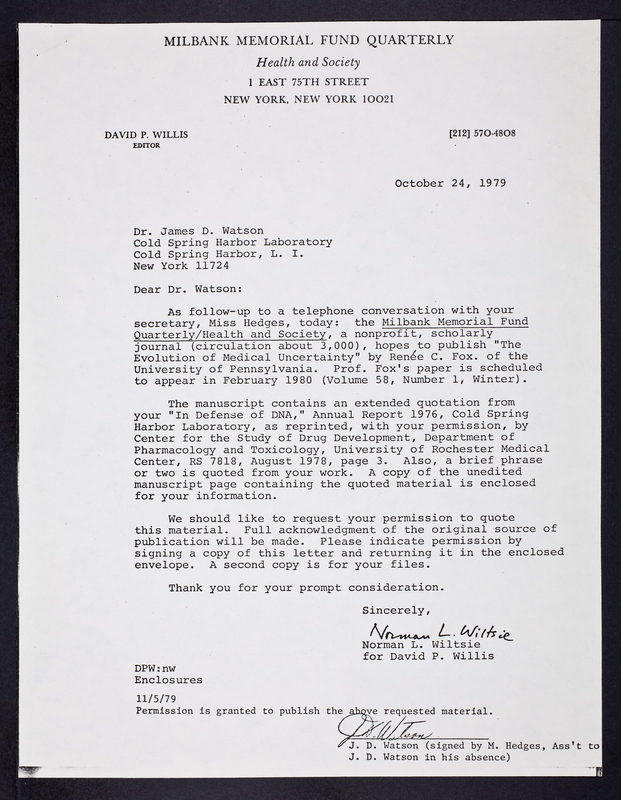 MILBANK MEMORIAL FUND QUARTERLY
Health and Society
1 EAST 75TH STREET
NEW YORK, NEW YORK 10021
DAVID P. WILLIS
EDITOR
[212] 570-4808
October 24, 1979
Dr. James D. Watson
Cold Spring Harbor Laboratory
Cold Spring Harbor, L. I.
New York 11724
Dear Dr. Watson:
As follow-up to a telephone conversation with your
secretary, Miss Hedges, today: the Milbank Memorial Fund
Quarterly/Health and Society, a nonprofit, scholarly
journal (circulation about 3,000), hopes to publish "The
Evolution of Medical Uncertainty" by Renée C. Fox. of the
University of Pennsylvania. Prof. Fox's paper is scheduled
to appear in February 1980 (Volume 58, Number 1, Winter).
The manuscript contains an extended quotation from
your "In Defense of DNA," Annual Report 1976, Cold Spring
Harbor Laboratory, as reprinted, with your permission, by
Center for the Study of Drug Development, Department of
Pharmacology and Toxicology, University of Rochester Medical
Center, RS 7818, August 1978, page 3. Also, a brief phrase
or two is quoted from your work. A copy of the unedited
manuscript page containing the quoted material is enclosed
for your information.
We should like to request your permission to quote
this material. Full acknowledgment of the original source of
publication will be made. Please indicate permission by
signing a copy of this letter and returning it in the enclosed
envelope. A second copy is for your files.
Thank you for your prompt consideration.
Sincerely,
Norman L. Wiltsie
Norman L. Wiltsie
for David P. Willis
DPW:nw
Enclosures
11/5/79
Permission is granted to publish the above requested material.
J.D. Watson
J. D. Watson (signed by M. Hedges, Ass't to
J. D. Watson in his absence)